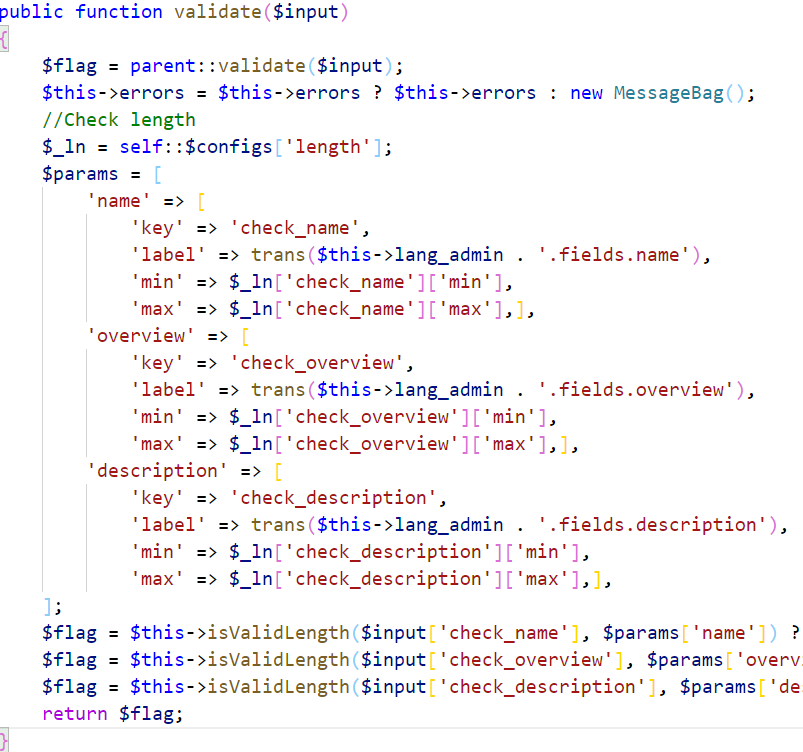 public function validate($input)
{
$flag = parent::validate($input);
$this->errors = $this->errors ? $this->errors : new MessageBag();
//Check length
$_ln = self::$configs['length'];
$params = [
'name' => [
'key' => 'check_name',
'label' => trans($this->lang_admin . '.fields.name'),
'min' => $_ln['check_name']['min'],
'max' => $_ln['check_name']['max'],],
'overview' => [
'key' => 'check_overview',
'label' => trans($this->lang_admin . '.fields.overview'),
'min' => $_ln['check_overview']['min'],
'max' => $_ln['check_overview']['max'],],
'description' => [
'key' => 'check_description',
'label' => trans($this->lang_admin . '.fields.description'),
'min' => $_ln['check_description']['min'],
'max' => $_ln['check_description']['max'],],
];
$flag = $this->isValidLength($input['check_name'], $params['name']) ?
$flag = $this->isValidLength($input['check_overview'], $params['overv
$flag = $this->isValidLength($input['check_description'], $params['de
return $flag;
}